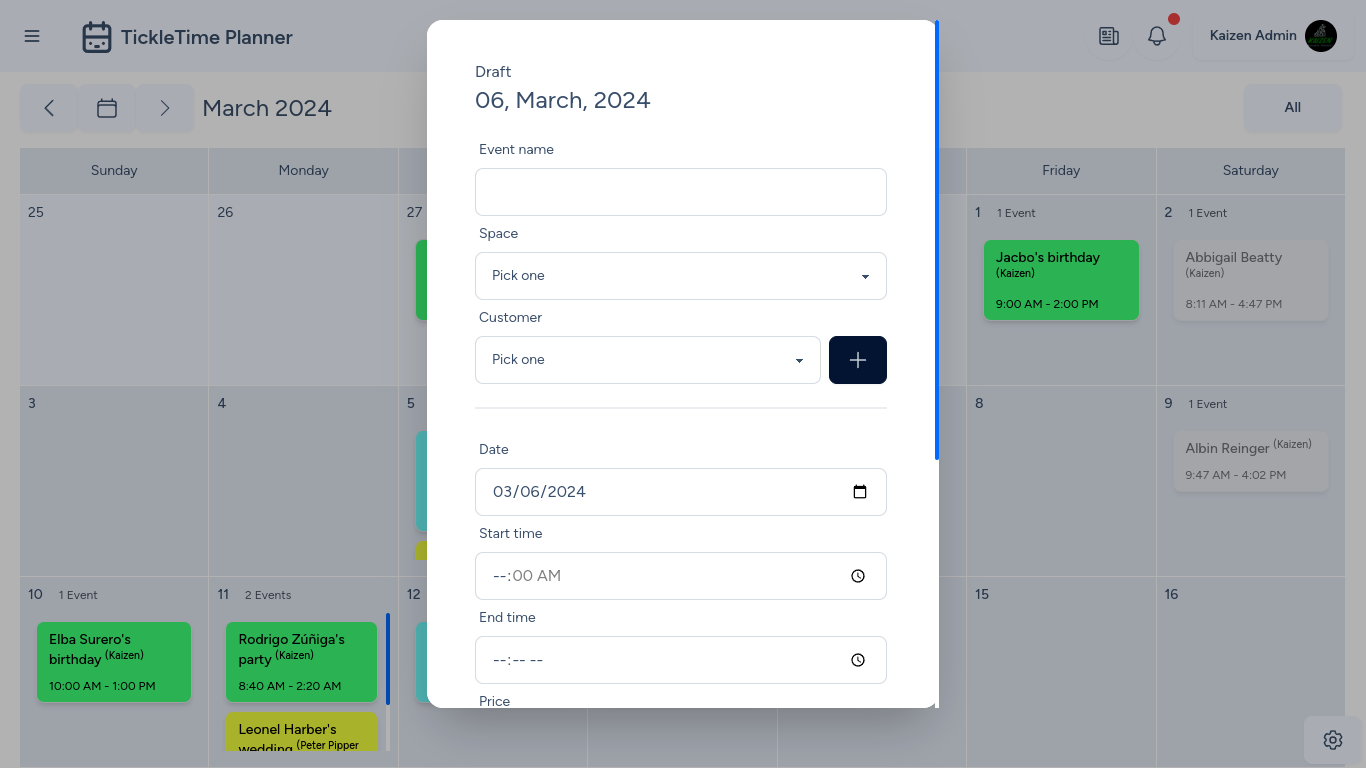 TickleTime Planner
Kaizen Admin
March 2024
All
Sunday
Monday
Friday
Saturday
25
26
27
1 1 Event
Jacbo's birthday
(Kaizen)
9:00 AM - 2:00 PM
2 1 Event
Abbigail Beatty
(Kaizen)
8:11 AM - 4:47 PM
3
4
5
8
9 1 Event
Albin Reinger (Kaizen)
9:47 AM - 4:02 PM
10 1 Event
Elba Surero's
birthday (Kaizen)
10:00 AM - 1:00 PM
11 2 Events
Rodrigo Zúñiga's
party (Kaizen)
8:40 AM - 2:20 AM
Leonel Harber's
wedding (Peter Pipper
12
15
16
Draft
06, March, 2024
Event name
Space
Pick one
Customer
Pick one
Date
03/06/2024
Start time
--:00 AM
End time
--:-- --
Price